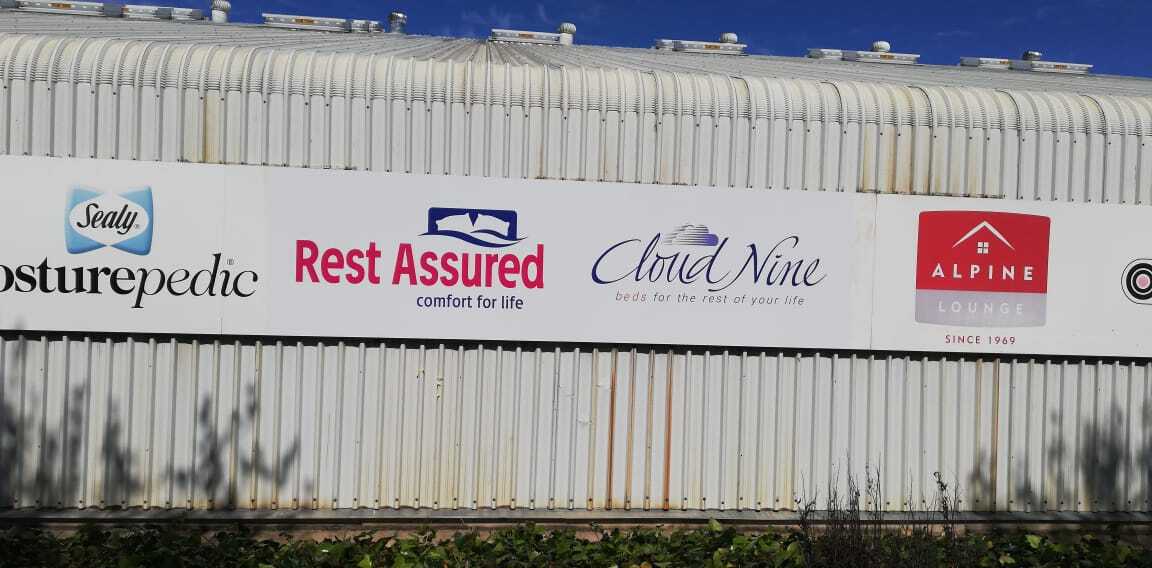 Sealy®
osturepedic®
Rest Assured
comfort for life
Cloud Nine
beds for the rest of your life
ALPINE
LOUNGE
SINCE 1969